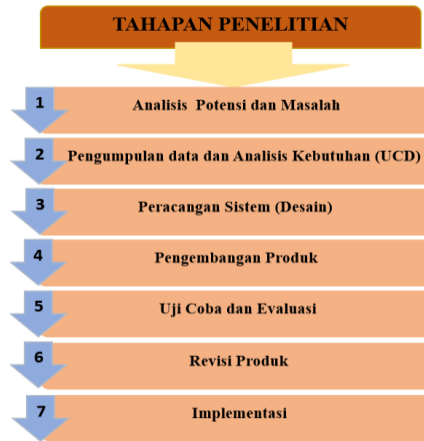 TAHAPAN PENELITIAN
1 Analisis Potensi dan Masalah
2 Pengumpulan data dan Analisis Kebutuhan (UCD)
3 Peracangan Sistem (Desain)
4 Pengembangan Produk
5 Uji Coba dan Evaluasi
6 Revisi Produk
7 Implementasi